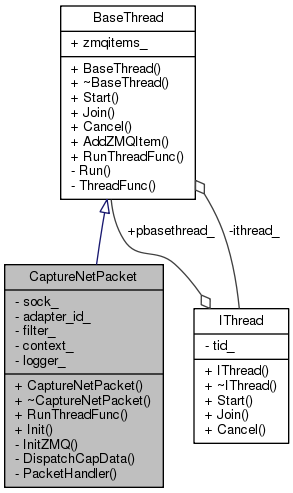 BaseThread
+ zmqitems_
+ BaseThread()
+ ~BaseThread()
+ Start()
+ Join()
+ Cancel()
+ AddZMQItem()
+ RunThreadFunc()
- Run()
- ThreadFunc()
+pbasethread_
-ithread_
CaptureNetPacket
- sock_
- adapter_id_
- filter_
- context_
- logger_
+ CaptureNetPacket()
+ ~CaptureNetPacket()
+ RunThreadFunc()
+ Init()
- InitZMQ()
- DispatchCapData()
- PacketHandler()
IThread
- tid_
+ IThread()
+ ~IThread()
+ Start()
+ Join()
+ Cancel()